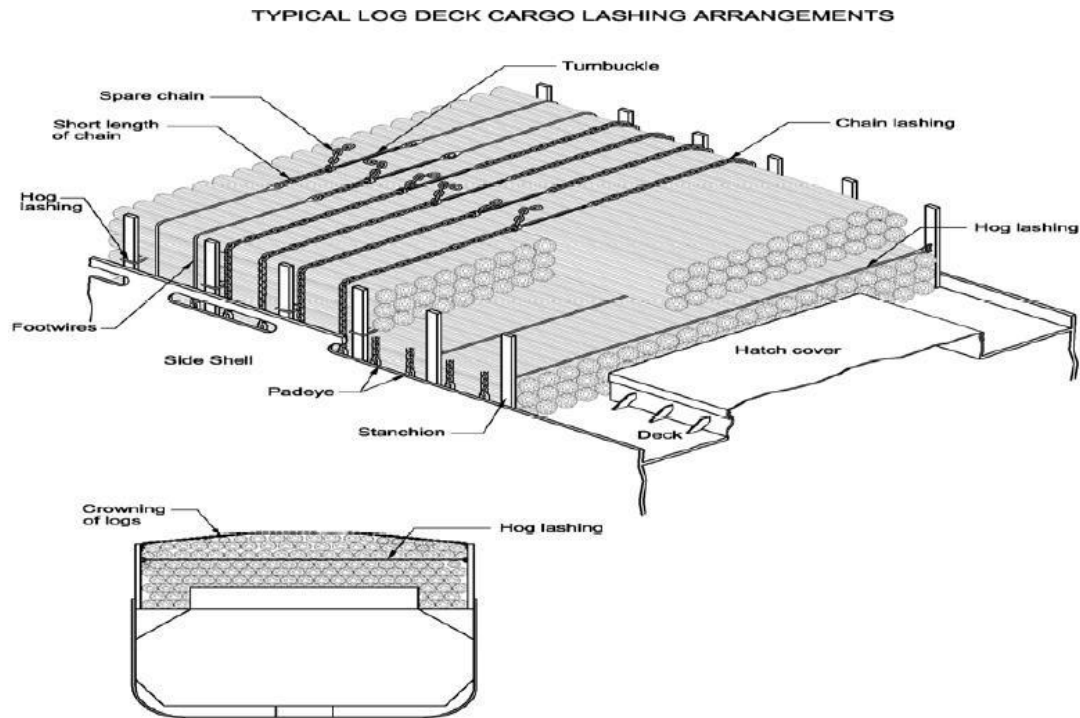 TYPICAL LOG DECK CARGO LASHING ARRANGEMENTS
Turnbuckle
Spare chain
Short length
of chain
Chain lashing
Hog
lashing
Hog lashing
Footwires
Side Shell
Hatch cover
Padeye
Stanchion
Deck
Crowning
of logs
Hog lashing